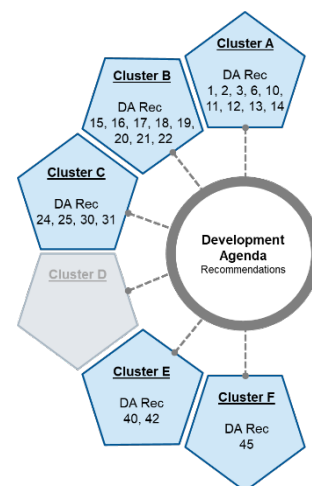 Cluster A
DA Rec
1, 2, 3, 6, 10,
11, 12, 13, 14
Cluster B
DA Rec
15, 16, 17, 18, 19,
20, 21, 22
Cluster C
DA Rec
24, 25, 30, 31
Development
Agenda
Recommendations
Cluster D
Cluster E
DA Rec
40, 42
Cluster F
DA Rec
45